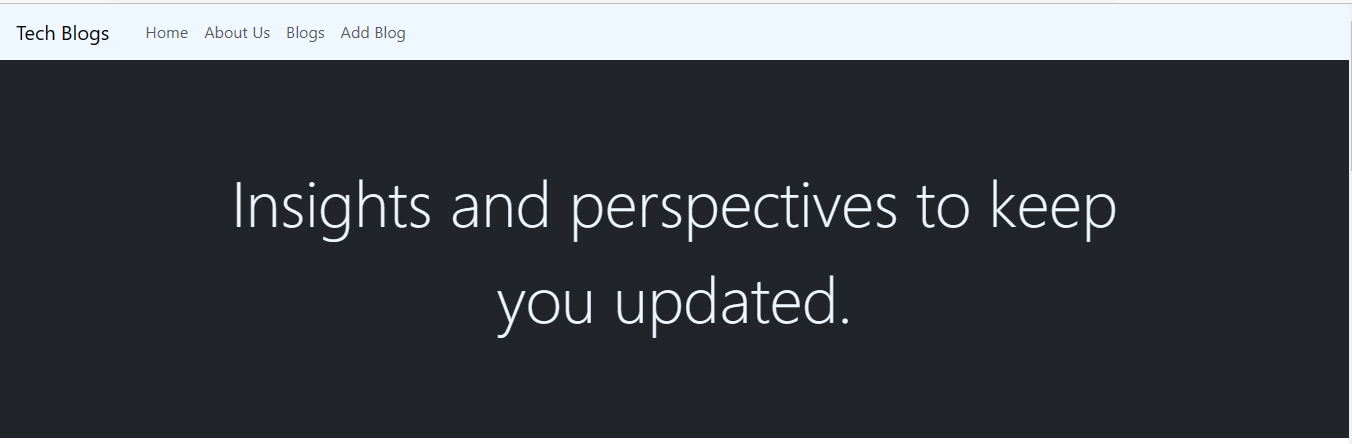 Tech Blogs Home About Us Blogs Add Blog
Insights and perspectives to keep
you updated.